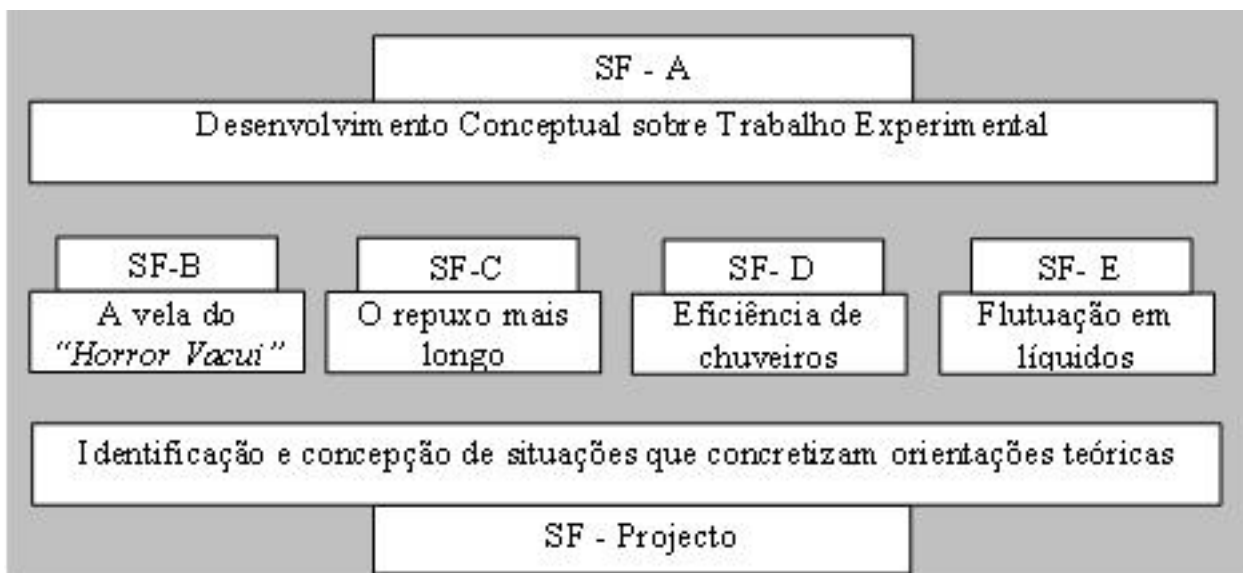 SF - A
Desenvolvimento Conceptual sobre Trabalho Experimental
SF-B
A vela do
“Horror Vacui”
SF-C
O repuxo mais
longo
SF- D
Eficiência de
chuveiros
SF- E
Flutuação em
líquidos
Identificação e concepção de situações que concretizam orientações teóricas
SF - Projecto